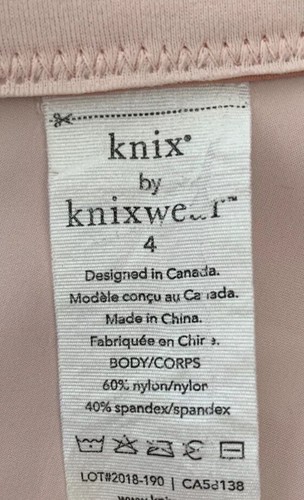 knix®
by
knixwear™
4
Designed in Canada.
Modèle conçu au Canada.
Made in China.
Fabriquée en Chine.
BODY/CORPS
60% nylon/nylon
40% spandex/spandex
LOT#2018-190 |